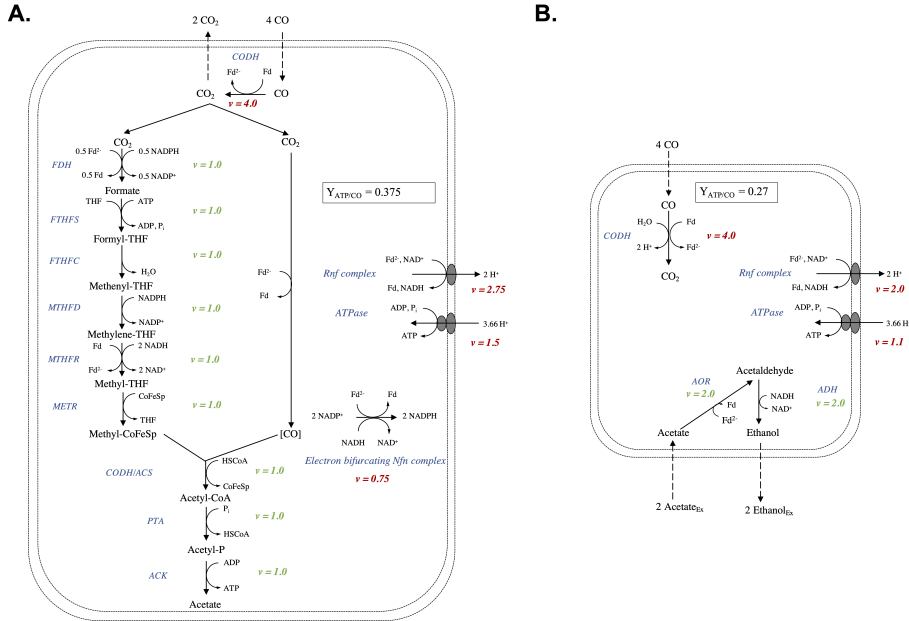 A.
2 CO₂
4 CO
CODH
Fd²⁻
Fd
CO₂
CO
v = 4.0
CO₂
CO₂
FDH
0.5 Fd²⁻
0.5 NADPH
0.5 Fd
0.5 NADP⁺
v = 1.0
Formate
FTHFS
THF
ATP
ADP, Pᵢ
v = 1.0
Formyl-THF
FTHFC
H₂O
v = 1.0
Methenyl-THF
MTHFD
NADPH
NADP⁺
v = 1.0
Methylene-THF
MTHFR
Fd
2 NADH
Fd²⁻
2 NAD⁺
v = 1.0
Methyl-THF
METR
CoFeSp
THF
v = 1.0
Methyl-CoFeSp
Fd²⁻
Fd
[CO]
CODH/ACS
HSCoA
CoFeSp
v = 1.0
Acetyl-CoA
PTA
Pᵢ
HSCoA
v = 1.0
Acetyl-P
ACK
ADP
ATP
v = 1.0
Acetate
Y_ATP/CO = 0.375
Rnf complex
Fd²⁻, NAD⁺
Fd, NADH
2 H⁺
v = 2.75
ATPase
ADP, Pᵢ
ATP
3.66 H⁺
v = 1.5
Fd²⁻
Fd
2 NADP⁺
2 NADPH
NADH
NAD⁺
Electron bifurcating Nfn complex
v = 0.75
B.
4 CO
Y_ATP/CO = 0.27
CO
CODH
H₂O
Fd
2 H⁺
Fd²⁻
v = 4.0
CO₂
Rnf complex
Fd²⁻, NAD⁺
Fd, NADH
2 H⁺
v = 2.0
ATPase
ADP, Pᵢ
ATP
3.66 H
v = 1.1
Acetaldehyde
AOR
v = 2.0
Fd
Fd²⁻
NADH
NAD⁺
ADH
v = 2.0
Acetate
Ethanol
2 Acetate_Ex
2 Ethanol_Ex